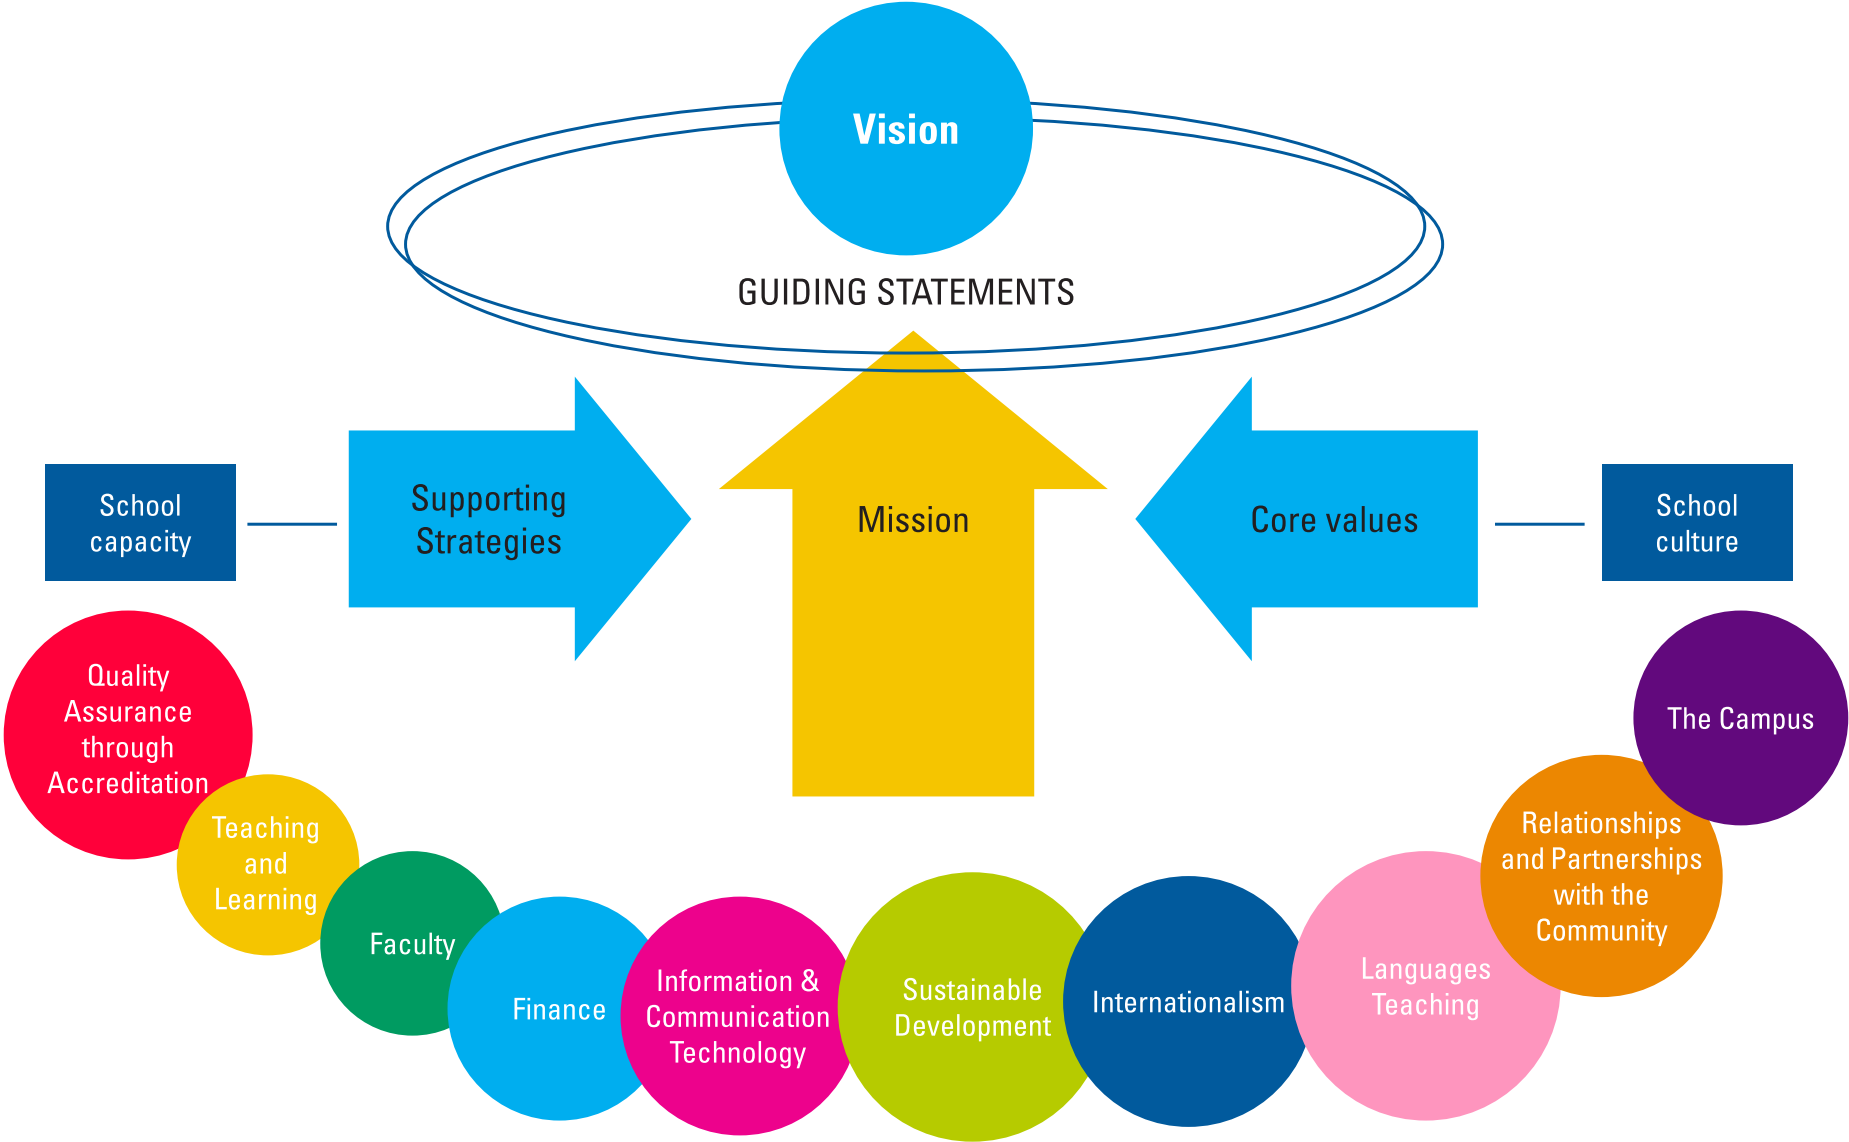 Vision
GUIDING STATEMENTS
School
capacity
Supporting
Strategies
Mission
Core values
School
culture
Quality
Assurance
through
Accreditation
Teaching
and
Learning
Faculty
Finance
Information &
Communication
Technology
Sustainable
Development
Internationalism
Languages
Teaching
Relationships
and Partnerships
with the
Community
The Campus